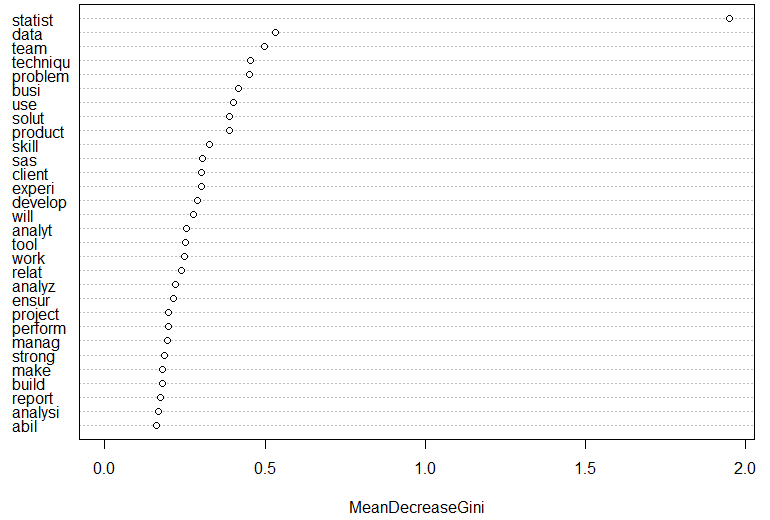 statist
data
team
techniqu
problem
busi
use
solut
product
skill
sas
client
experi
develop
will
analyt
tool
work
relat
analyz
ensur
project
perform
manag
strong
make
build
report
analysi
abil
0.0 0.5 1.0 1.5 2.0
MeanDecreaseGini